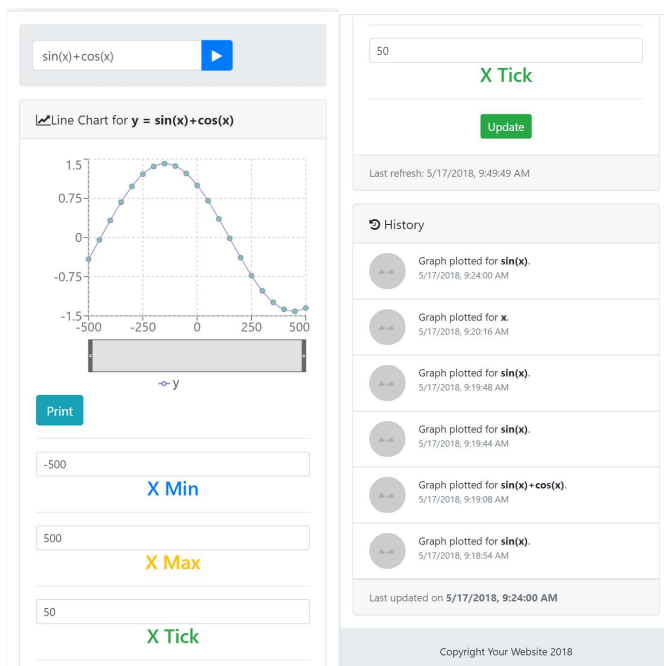 sin(x)+cos(x)
Line Chart for y = sin(x)+cos(x)
1.5
0.75
0
-0.75
-1.5
-500 -250 0 250 500
y
Print
-500
X Min
500
X Max
50
X Tick
50
X Tick
Update
Last refresh: 5/17/2018, 9:49:49 AM
History
Graph plotted for sin(x).
5/17/2018, 9:24:00 AM
Graph plotted for x.
5/17/2018, 9:20:16 AM
Graph plotted for sin(x).
5/17/2018, 9:19:48 AM
Graph plotted for sin(x).
5/17/2018, 9:19:44 AM
Graph plotted for sin(x)+cos(x).
5/17/2018, 9:19:08 AM
Graph plotted for sin(x).
5/17/2018, 9:18:54 AM
Last updated on 5/17/2018, 9:24:00 AM
Copyright Your Website 2018